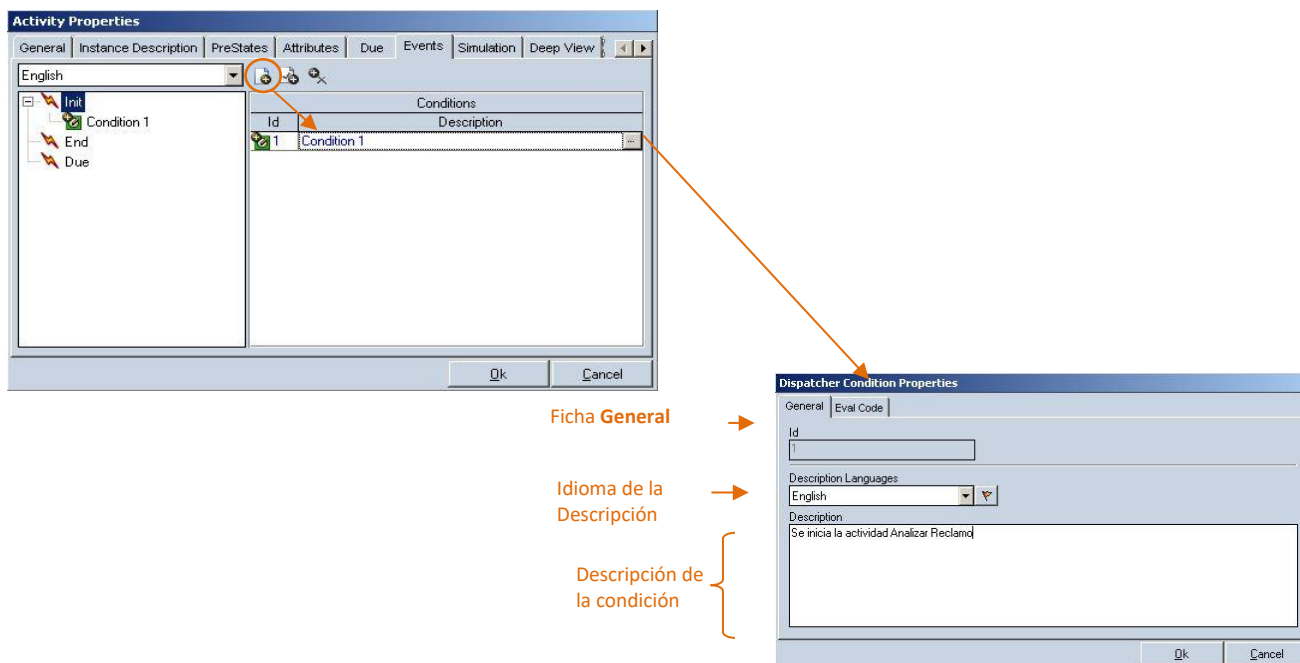 Activity Properties
General Instance Description PreStates Attributes Due Events Simulation Deep View
English
Init
Condition 1
End
Due
Conditions
Id Description
1 Condition 1 ...
Ok Cancel
Ficha General
Idioma de la
Descripción
Descripción de
la condición
Dispatcher Condition Properties
General Eval Code
Id
1
Description Languages
English
Description
Se inicia la actividad Analizar Reclamo
Ok Cancel